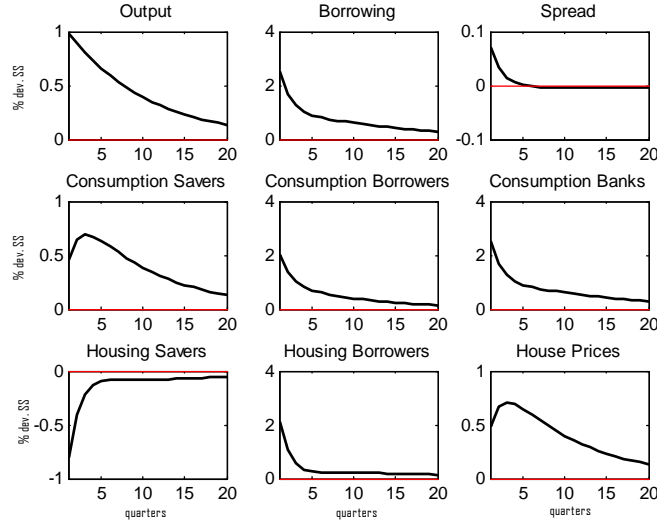 Output Borrowing Spread
% dev. SS
1
0.5
0
5 10 15 20
4
2
0
5 10 15 20
0.1
0
-0.1
5 10 15 20
Consumption Savers Consumption Borrowers Consumption Banks
% dev. SS
1
0.5
0
5 10 15 20
4
2
0
5 10 15 20
4
2
0
5 10 15 20
Housing Savers Housing Borrowers House Prices
% dev. SS
0
-0.5
-1
5 10 15 20
quarters
4
2
0
5 10 15 20
quarters
1
0.5
0
5 10 15 20
quarters